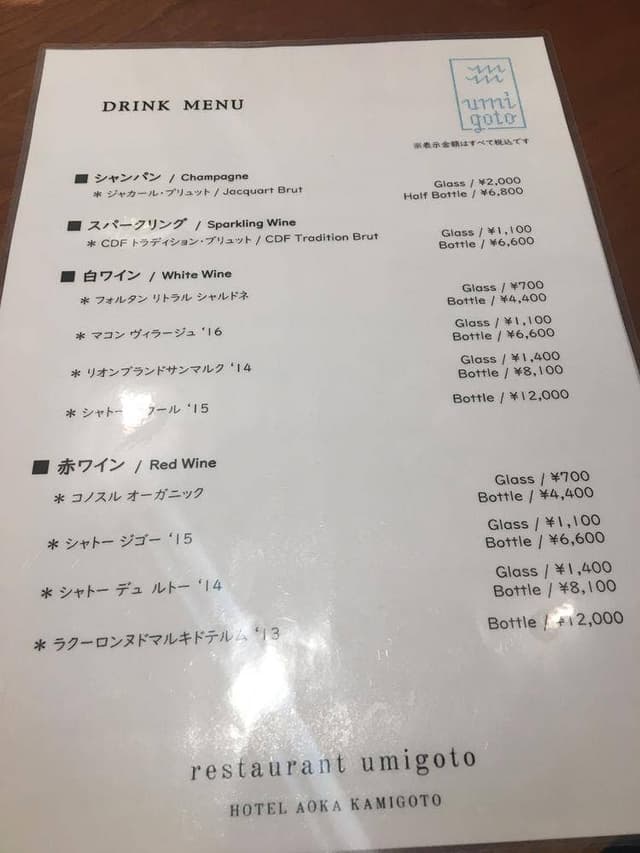 umi
goto
DRINK MENU
※表示金額はすべて税込です
■ シャンパン / Champagne
＊ ジャカール・ブリュット / Jacquart Brut
Glass / ¥2,000
Half Bottle / ¥6,800
■ スパークリング / Sparkling Wine
＊ CDF トラディション・ブリュット / CDF Tradition Brut
Glass / ¥1,100
Bottle / ¥6,600
■ 白ワイン / White Wine
＊ フォルタン リトラル シャルドネ
Glass / ¥700
Bottle / ¥4,400
＊ マコン ヴィラージュ ‘16
Glass / ¥1,100
Bottle / ¥6,600
＊ リオンブランドサンマルク ‘14
Glass / ¥1,400
Bottle / ¥8,100
＊ シャトー ‘15
Bottle / ¥12,000
■ 赤ワイン / Red Wine
＊ コノスル オーガニック
Glass / ¥700
Bottle / ¥4,400
＊ シャトー ジゴー ‘15
Glass / ¥1,100
Bottle / ¥6,600
＊ シャトー デュ ルトー ‘14
Glass / ¥1,400
Bottle / ¥8,100
＊ ラクーロンヌドマルキドテルム ‘13
Bottle / ¥12,000
restaurant umigoto
HOTEL AOKA KAMIGOTO